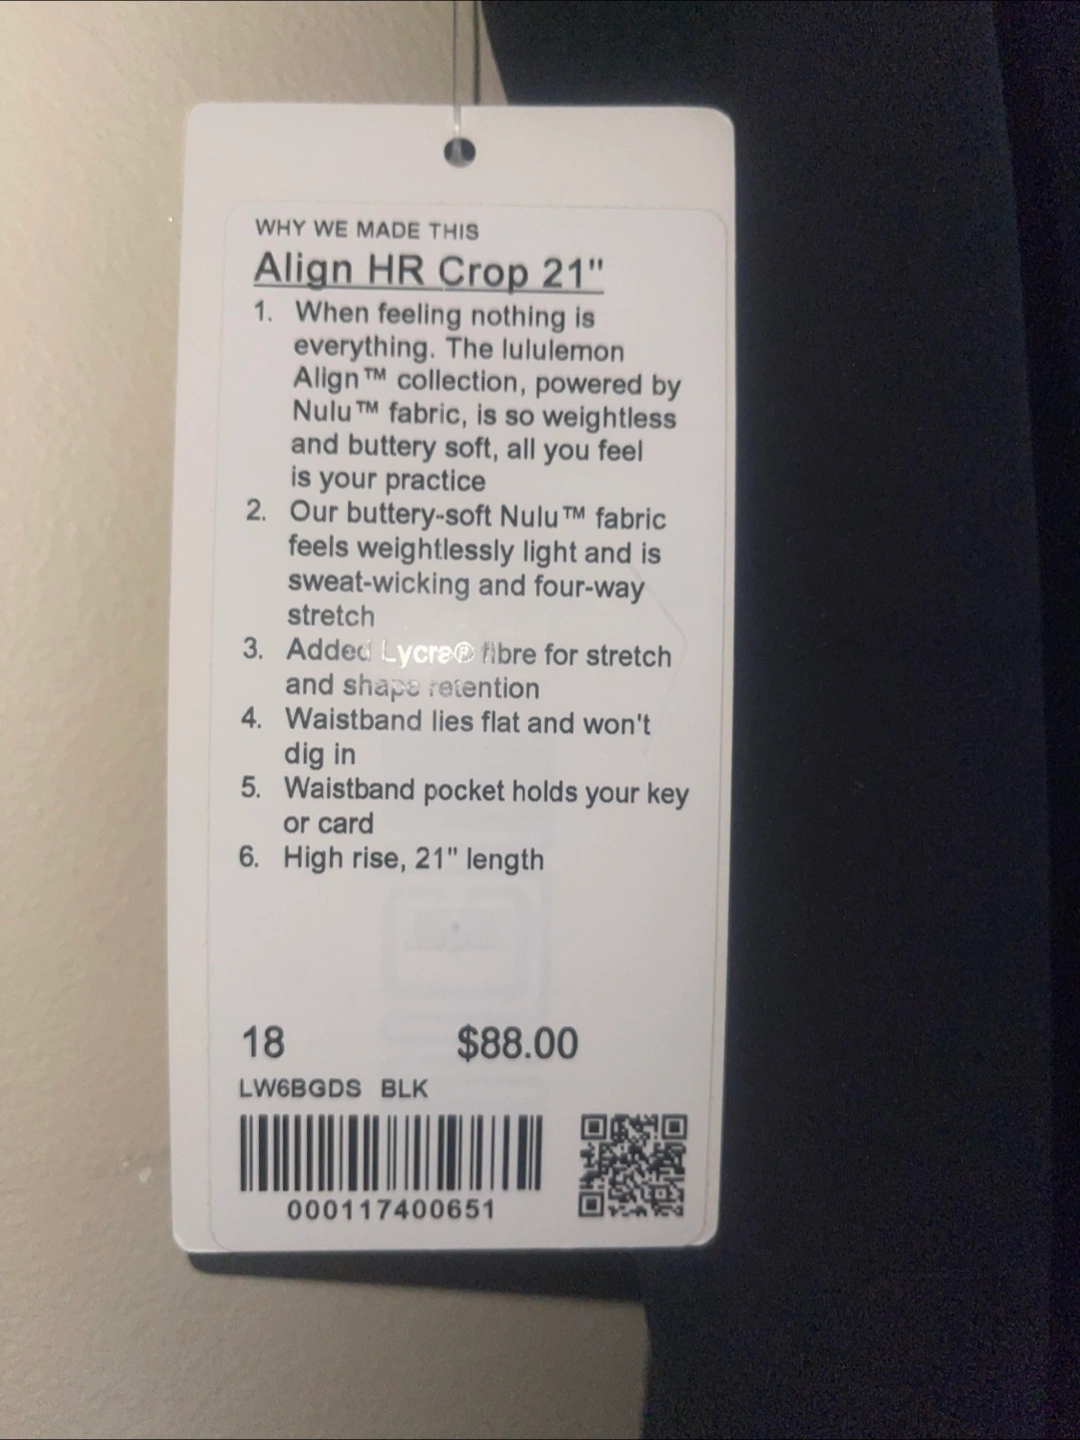 WHY WE MADE THIS
Align HR Crop 21"
1. When feeling nothing is
everything. The lululemon
Align™ collection, powered by
Nulu™ fabric, is so weightless
and buttery soft, all you feel
is your practice
2. Our buttery-soft Nulu™ fabric
feels weightlessly light and is
sweat-wicking and four-way
stretch
3. Added Lycra® fibre for stretch
and shape retention
4. Waistband lies flat and won't
dig in
5. Waistband pocket holds your key
or card
6. High rise, 21" length
18 $88.00
LW6BGDS BLK
000117400651